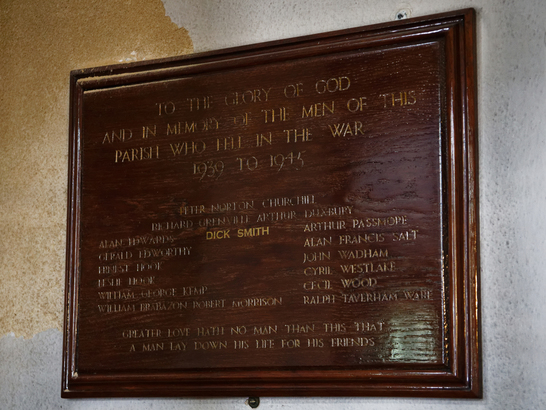 TO THE GLORY OF GOD
AND IN MEMORY OF THE MEN OF THIS
PARISH WHO FELL IN THE WAR
1939 TO 1945
PETER NORTON CHURCHILL
RICHARD GRENVILLE ARTHUR DUXBURY
DICK SMITH
ALAN EDWARDS
GERALD EDWORTHY
ERNEST HOOK
LESLIE HOOK
WILLIAM GEORGE KEMP
WILLIAM BRABAZON ROBERT MORRISON
ARTHUR PASSMORE
ALAN FRANCIS SALT
JOHN WADHAM
CYRIL WESTLAKE
CECIL WOOD
RALPH TAVERHAM WARE
GREATER LOVE HATH NO MAN THAN THIS THAT
A MAN LAY DOWN HIS LIFE FOR HIS FRIENDS